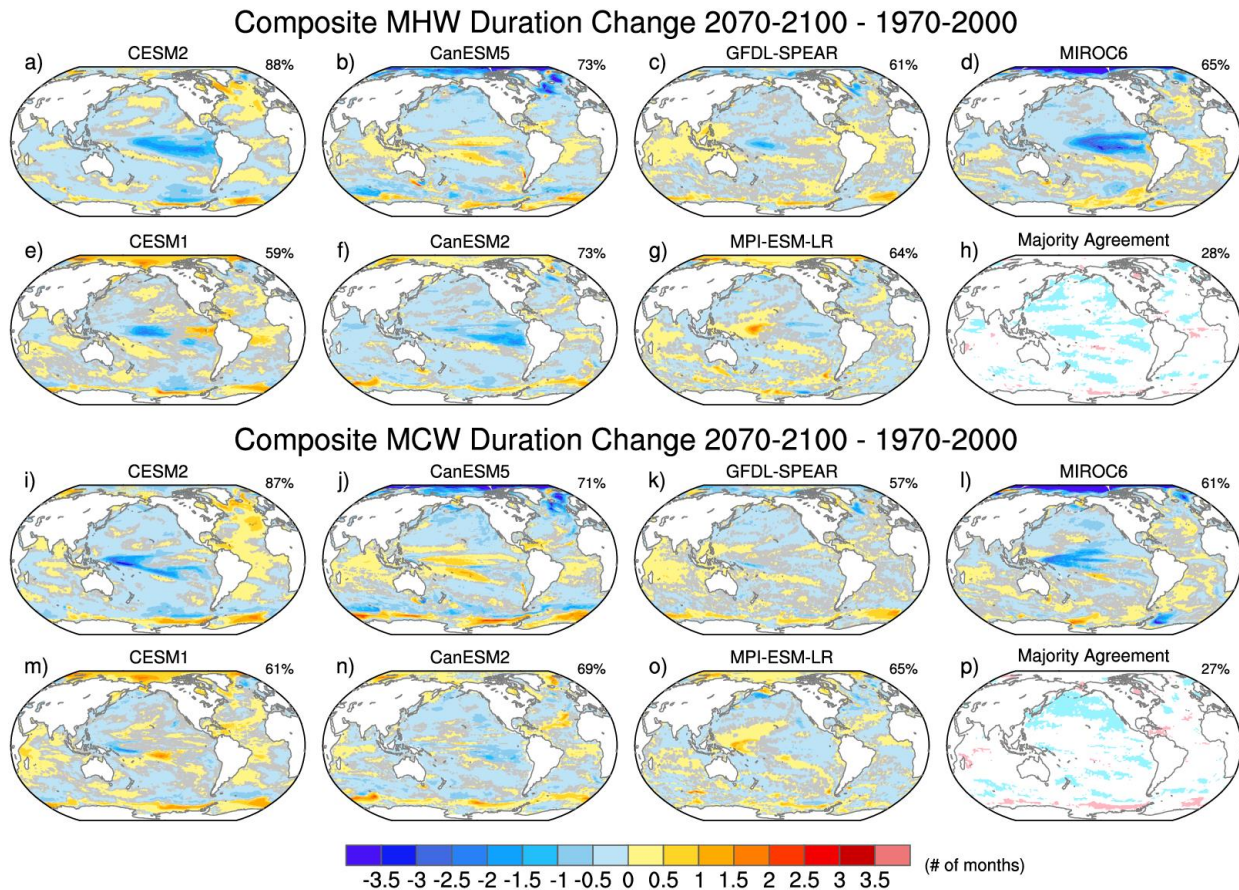 Composite MHW Duration Change 2070-2100 - 1970-2000
a) CESM2 88%
b) CanESM5 73%
c) GFDL-SPEAR 61%
d) MIROC6 65%
e) CESM1 59%
f) CanESM2 73%
g) MPI-ESM-LR 64%
h) Majority Agreement 28%
Composite MCW Duration Change 2070-2100 - 1970-2000
i) CESM2 87%
j) CanESM5 71%
k) GFDL-SPEAR 57%
l) MIROC6 61%
m) CESM1 61%
n) CanESM2 69%
o) MPI-ESM-LR 65%
p) Majority Agreement 27%
-3.5 -3 -2.5 -2 -1.5 -1 -0.5 0 0.5 1 1.5 2 2.5 3 3.5 (# of months)